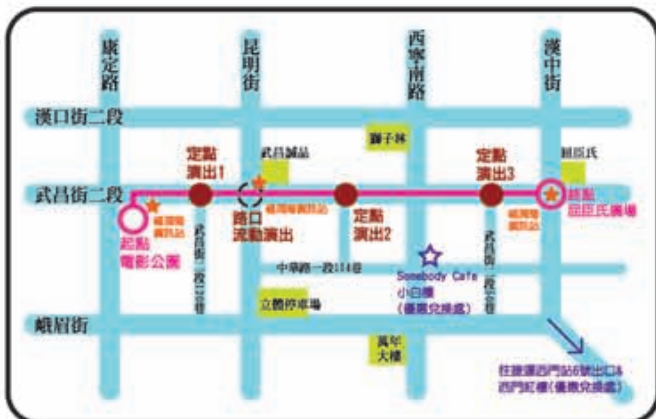 康定路
昆明街
西寧南路
漢中街
漢口街二段
獅子林
定點
演出1
武昌誠品
定點
演出3
屈臣氏
武昌街二段
路口
流動演出
定點
演出2
終點
屈臣氏廣場
起點
電影公園
中華路一段114巷
Somebody Cafe
小白樓
(優惠兌換處)
立體停車場
峨眉街
萬年
大樓
往捷運西門站6號出口&
西門紅樓(優惠兌換處)